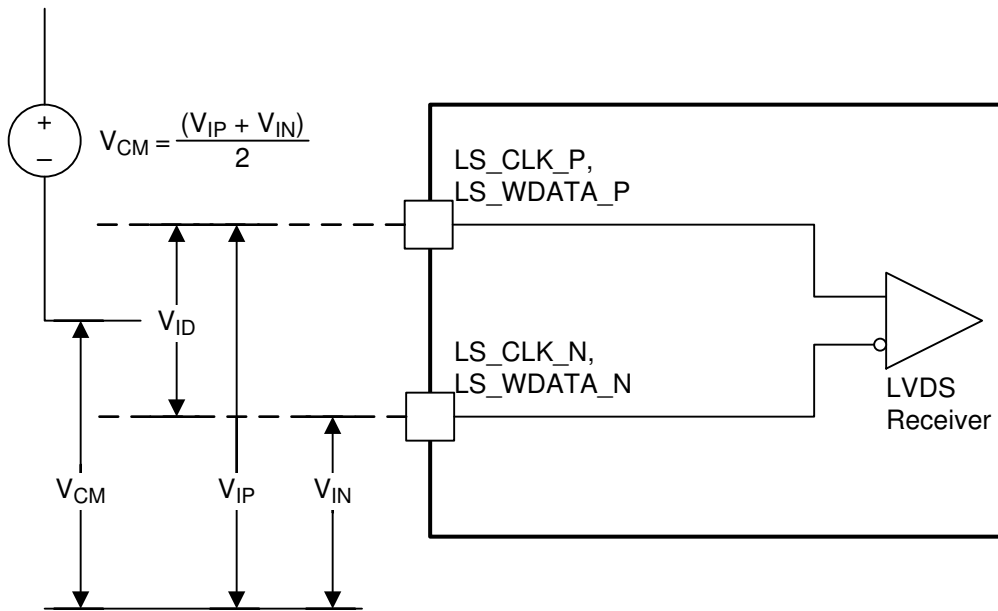 +
–
V_CM = (V_IP + V_IN) / 2
LS_CLK_P,
LS_WDATA_P
V_ID
LS_CLK_N,
LS_WDATA_N
LVDS
Receiver
V_CM
V_IP
V_IN